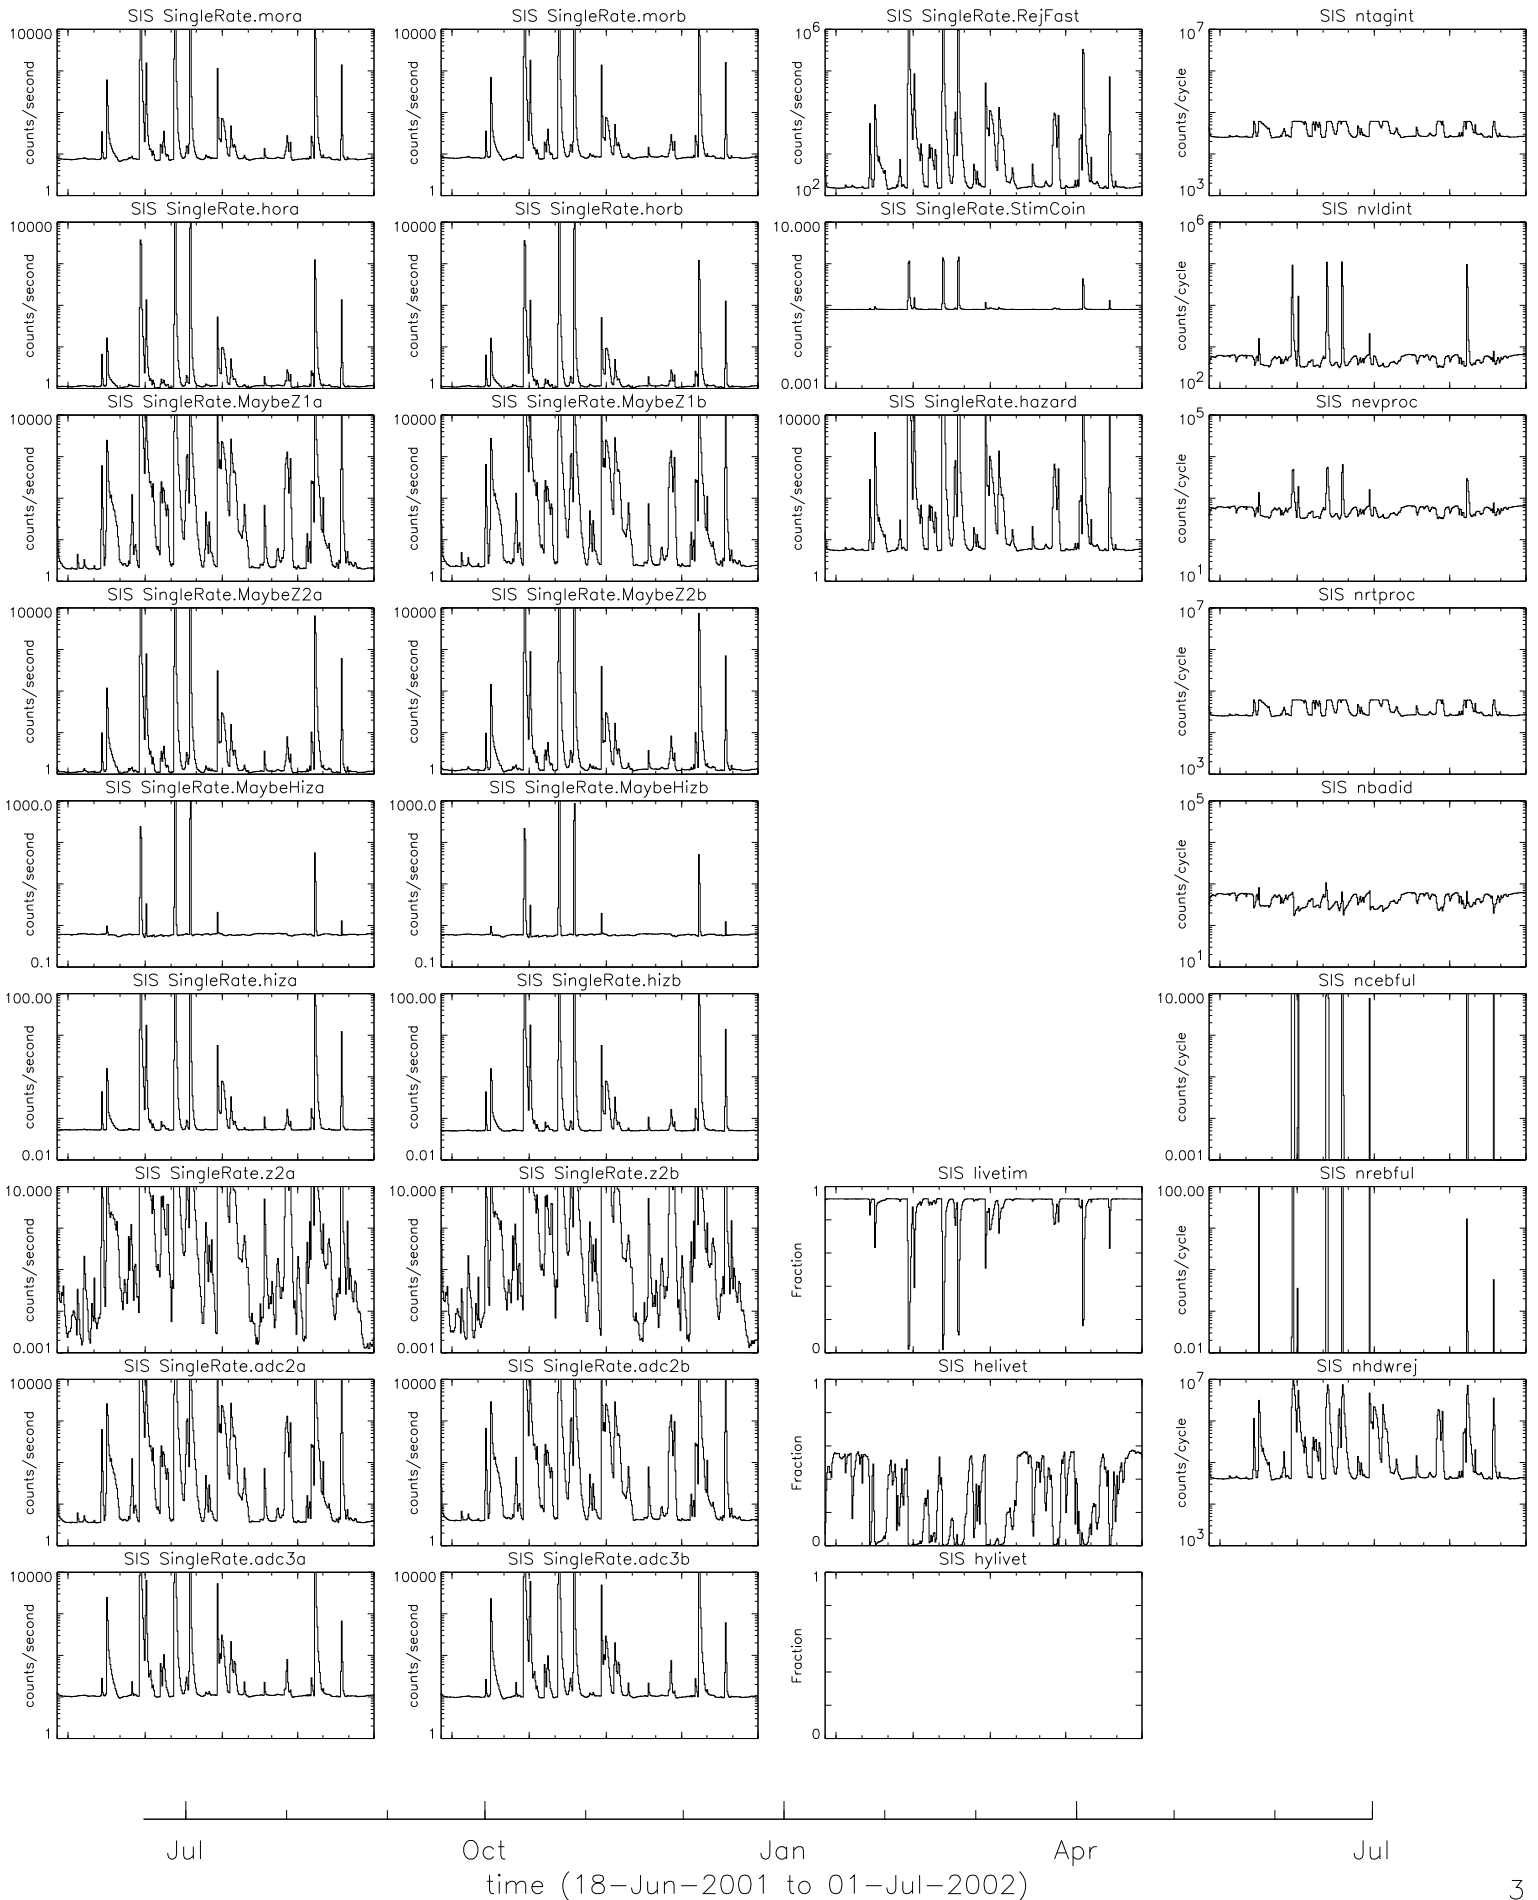 SIS SingleRate.mora
10000
counts/second
1
SIS SingleRate.morb
10000
counts/second
1
SIS SingleRate.RejFast
10^6
counts/second
10^2
SIS ntagint
10^7
counts/cycle
10^3
SIS SingleRate.hora
10000
counts/second
1
SIS SingleRate.horb
10000
counts/second
1
SIS SingleRate.StimCoin
10.000
counts/second
0.001
SIS nvldint
10^6
counts/cycle
10^2
SIS SingleRate.MaybeZ1a
10000
counts/second
1
SIS SingleRate.MaybeZ1b
10000
counts/second
1
SIS SingleRate.hazard
10000
counts/second
1
SIS nevproc
10^5
counts/cycle
10^1
SIS SingleRate.MaybeZ2a
10000
counts/second
1
SIS SingleRate.MaybeZ2b
10000
counts/second
1
SIS nrtproc
10^7
counts/cycle
10^3
SIS SingleRate.MaybeHiza
1000.0
counts/second
0.1
SIS SingleRate.MaybeHizb
1000.0
counts/second
0.1
SIS nbadid
10^5
counts/cycle
10^1
SIS SingleRate.hiza
100.00
counts/second
0.01
SIS SingleRate.hizb
100.00
counts/second
0.01
SIS ncebful
10.000
counts/cycle
0.001
SIS SingleRate.z2a
10.000
counts/second
0.001
SIS SingleRate.z2b
10.000
counts/second
0.001
SIS livetim
1
Fraction
0
SIS nrebful
100.00
counts/cycle
0.01
SIS SingleRate.adc2a
10000
counts/second
1
SIS SingleRate.adc2b
10000
counts/second
1
SIS helivet
1
Fraction
0
SIS nhdwrej
10^7
counts/cycle
10^3
SIS SingleRate.adc3a
10000
counts/second
1
SIS SingleRate.adc3b
10000
counts/second
1
SIS hylivet
1
Fraction
0
Jul Oct Jan Apr Jul
time (18-Jun-2001 to 01-Jul-2002)
3